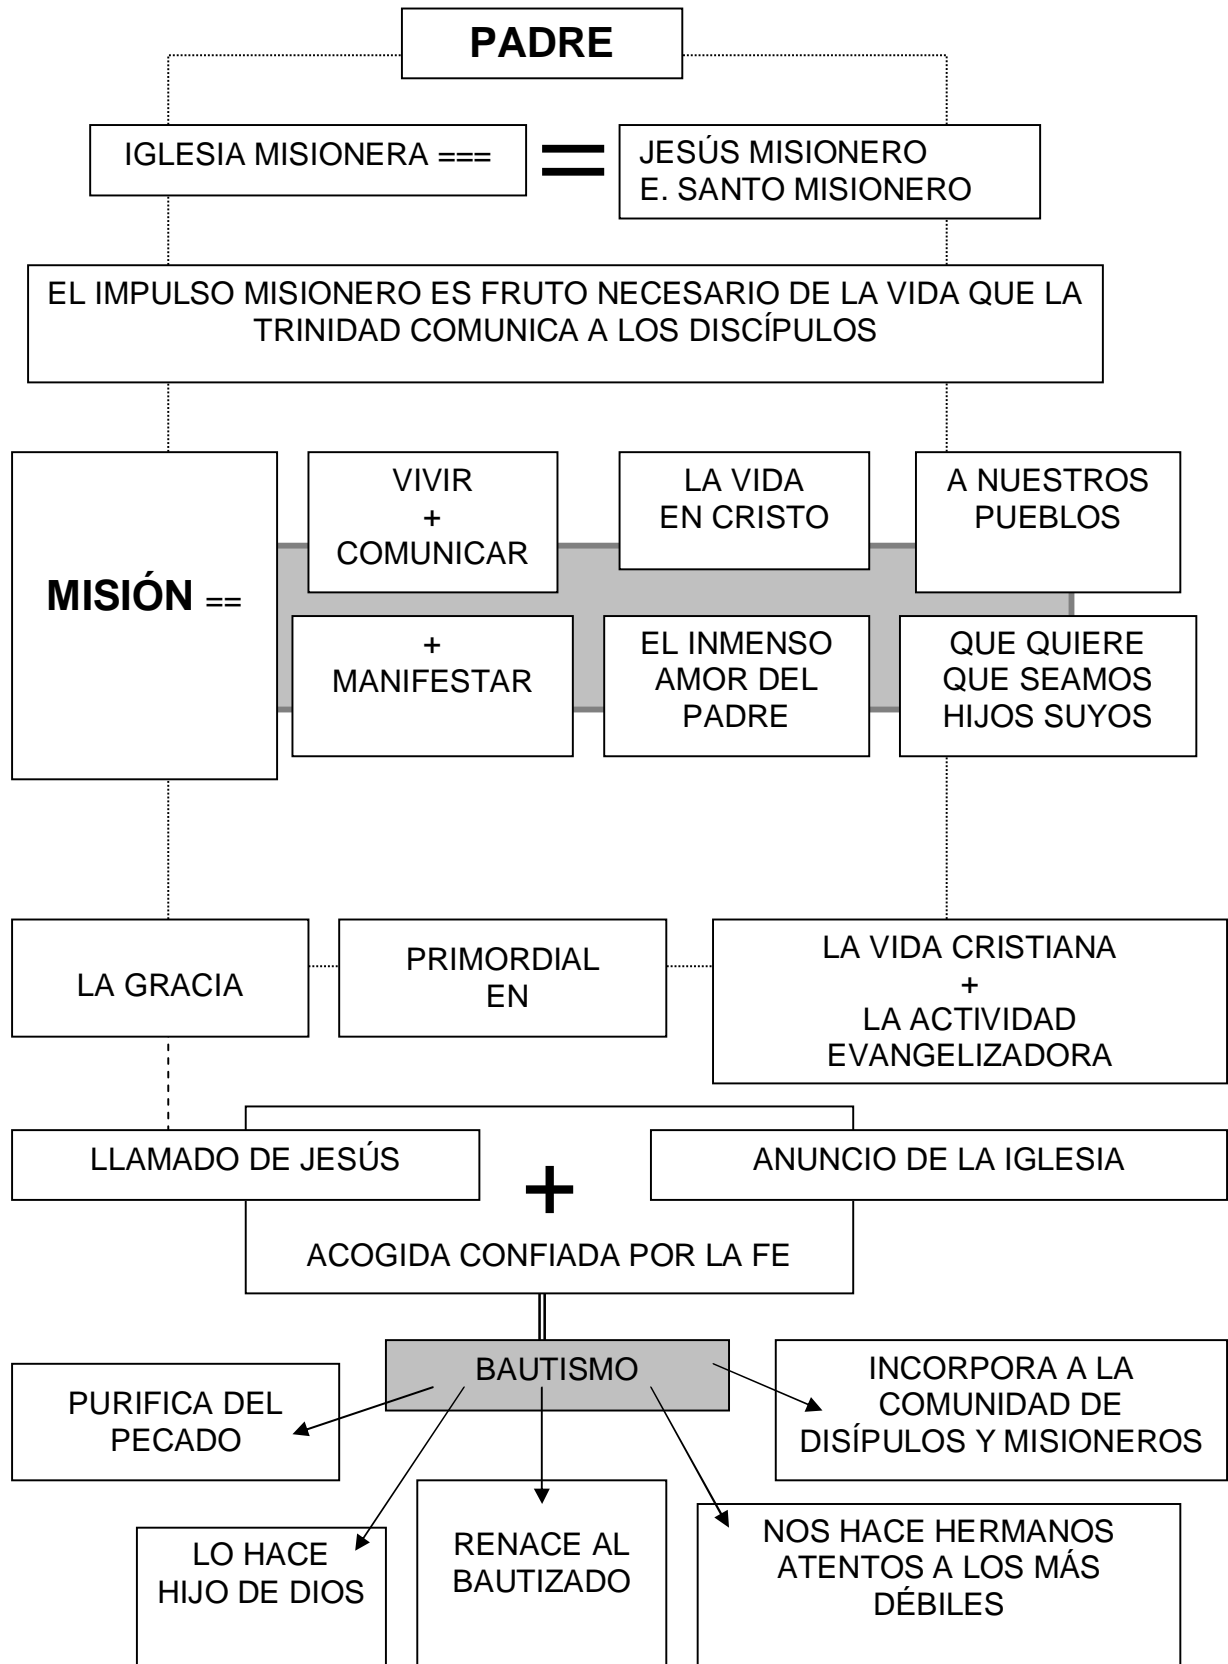 PADRE
IGLESIA MISIONERA ===
=
JESÚS MISIONERO
E. SANTO MISIONERO
EL IMPULSO MISIONERO ES FRUTO NECESARIO DE LA VIDA QUE LA
TRINIDAD COMUNICA A LOS DISCÍPULOS
MISIÓN ==
VIVIR
+
COMUNICAR
LA VIDA
EN CRISTO
A NUESTROS
PUEBLOS
+
MANIFESTAR
EL INMENSO
AMOR DEL
PADRE
QUE QUIERE
QUE SEAMOS
HIJOS SUYOS
LA GRACIA
PRIMORDIAL
EN
LA VIDA CRISTIANA
+
LA ACTIVIDAD
EVANGELIZADORA
LLAMADO DE JESÚS
+
ANUNCIO DE LA IGLESIA
ACOGIDA CONFIADA POR LA FE
BAUTISMO
PURIFICA DEL
PECADO
INCORPORA A LA
COMUNIDAD DE
DISÍPULOS Y MISIONEROS
LO HACE
HIJO DE DIOS
RENACE AL
BAUTIZADO
NOS HACE HERMANOS
ATENTOS A LOS MÁS
DÉBILES